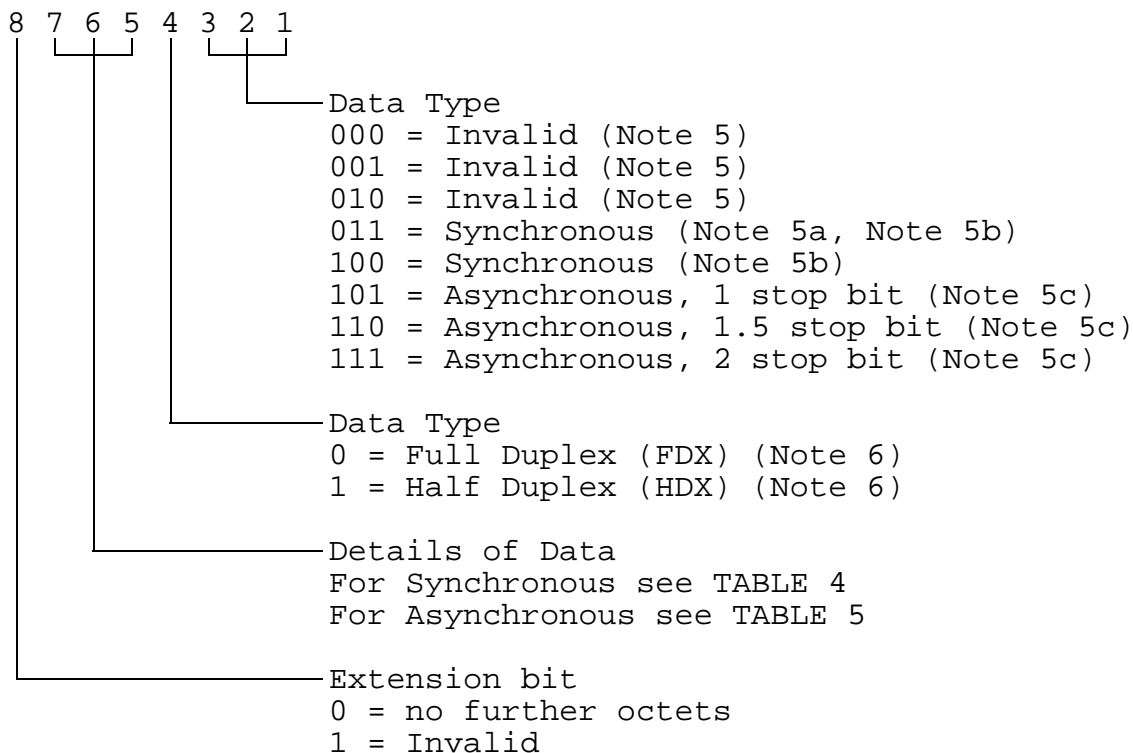 8 7 6 5 4 3 2 1
Data Type
000 = Invalid (Note 5)
001 = Invalid (Note 5)
010 = Invalid (Note 5)
011 = Synchronous (Note 5a, Note 5b)
100 = Synchronous (Note 5b)
101 = Asynchronous, 1 stop bit (Note 5c)
110 = Asynchronous, 1.5 stop bit (Note 5c)
111 = Asynchronous, 2 stop bit (Note 5c)
Data Type
0 = Full Duplex (FDX) (Note 6)
1 = Half Duplex (HDX) (Note 6)
Details of Data
For Synchronous see TABLE 4
For Asynchronous see TABLE 5
Extension bit
0 = no further octets
1 = Invalid